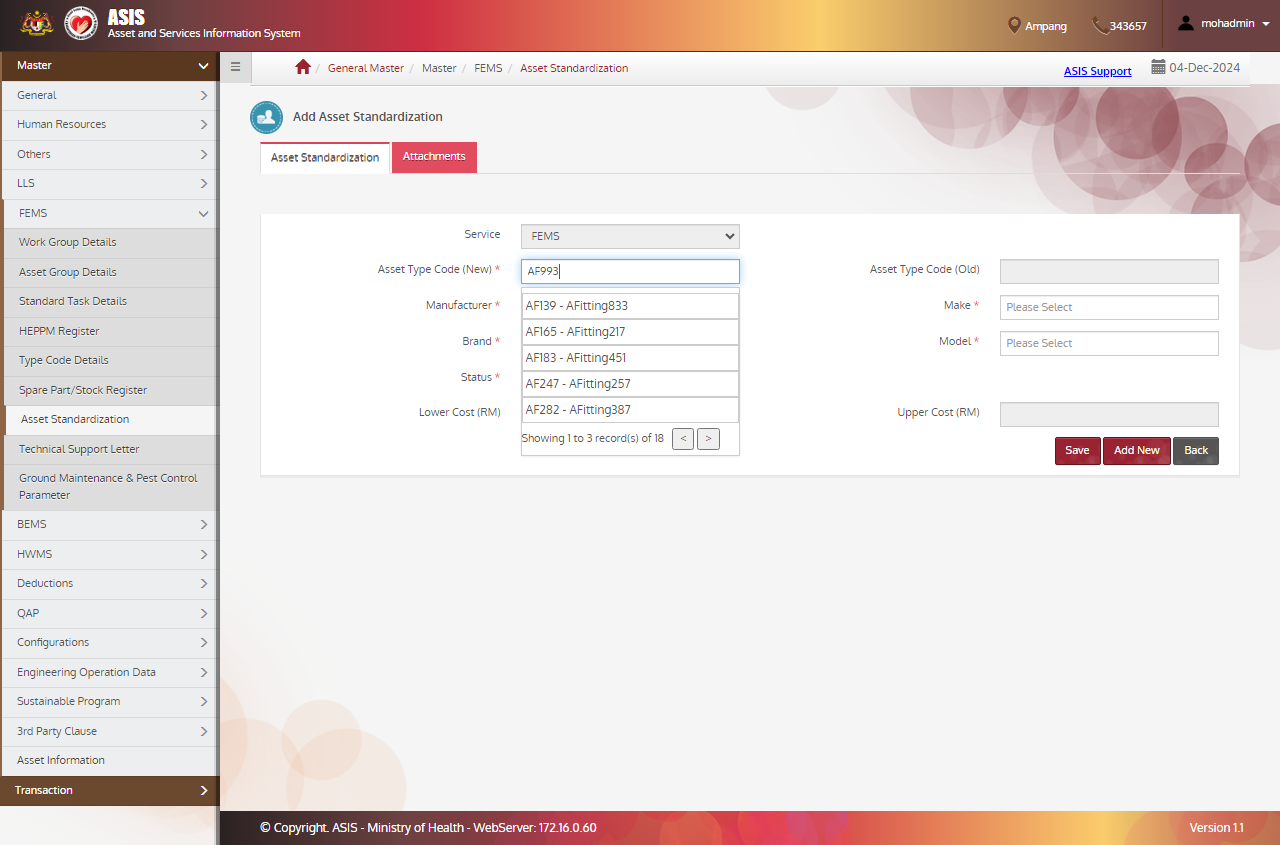 ASIS
Asset and Services Information System
Ampang
343657
mohadmin
Master
General
Human Resources
Others
LLS
FEMS
Work Group Details
Asset Group Details
Standard Task Details
HEPPM Register
Type Code Details
Spare Part/Stock Register
Asset Standardization
Technical Support Letter
Ground Maintenance & Pest Control
Parameter
BEMS
HWMS
Deductions
QAP
Configurations
Engineering Operation Data
Sustainable Program
3rd Party Clause
Asset Information
Transaction
General Master / Master / FEMS / Asset Standardization
ASIS Support
04-Dec-2024
Add Asset Standardization
Asset Standardization
Attachments
Service
FEMS
Asset Type Code (New) *
AF993
Asset Type Code (Old)
Manufacturer *
AF139 - AFitting833
AF165 - AFitting217
AF183 - AFitting451
AF247 - AFitting257
AF282 - AFitting387
Showing 1 to 3 record(s) of 18 < >
Make *
Please Select
Brand *
Model *
Please Select
Status *
Lower Cost (RM)
Upper Cost (RM)
Save
Add New
Back
© Copyright. ASIS - Ministry of Health - WebServer: 172.16.0.60
Version 1.1